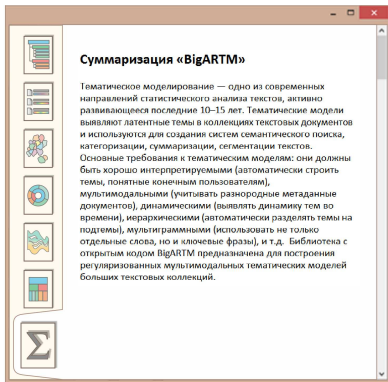 Суммаризация «BigARTM»
Тематическое моделирование — одно из современных
направлений статистического анализа текстов, активно
развивающееся последние 10–15 лет. Тематические модели
выявляют латентные темы в коллекциях текстовых документов
и используются для создания систем семантического поиска,
категоризации, суммаризации, сегментации текстов.
Основные требования к тематическим моделям: они должны
быть хорошо интерпретируемыми (автоматически строить
темы, понятные конечным пользователям),
мультимодальными (учитывать разнородные метаданные
документов), динамическими (выявлять динамику тем во
времени), иерархическими (автоматически разделять темы на
подтемы), мультиграммными (использовать не только
отдельные слова, но и ключевые фразы), и т.д. Библиотека с
открытым кодом BigARTM предназначена для построения
регуляризованных мультимодальных тематических моделей
больших текстовых коллекций.
Σ